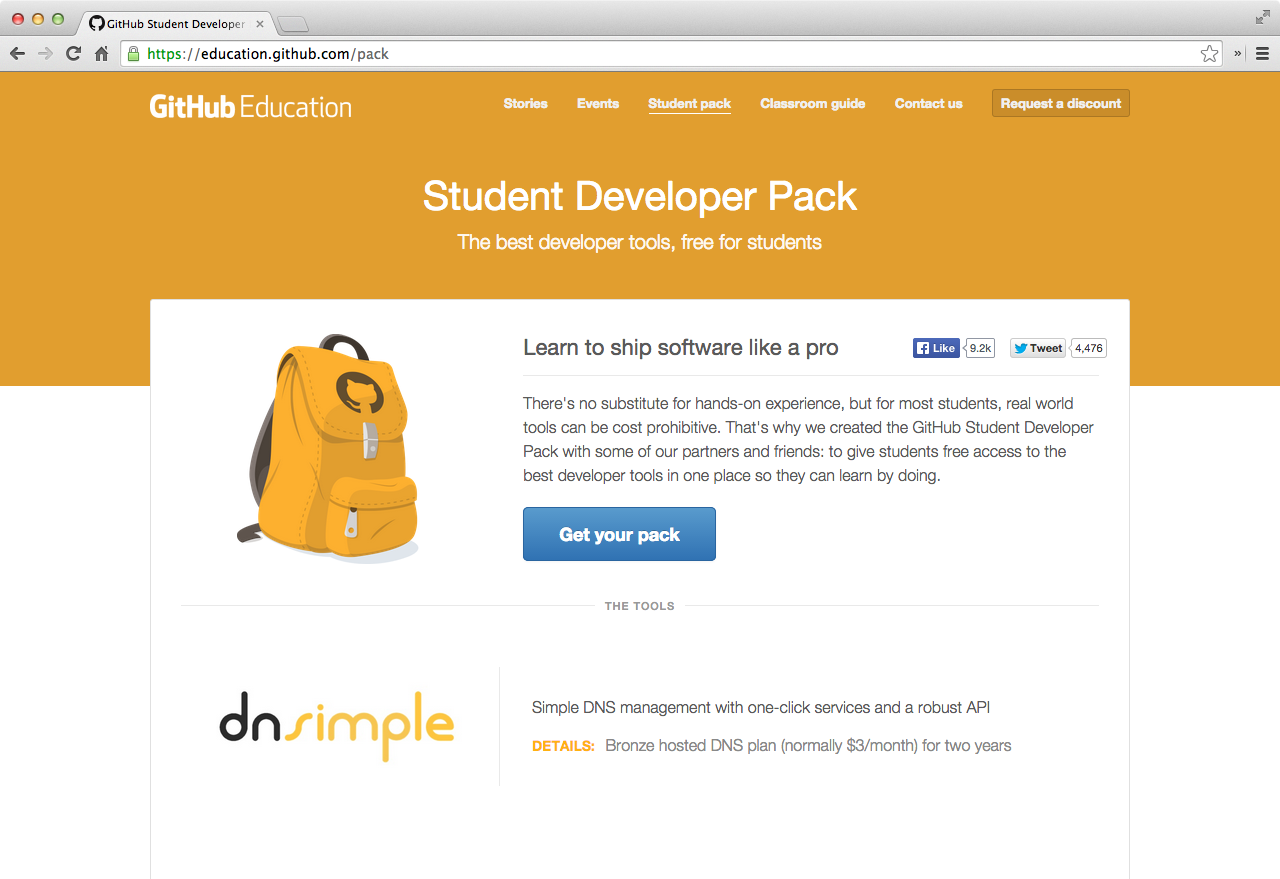 GitHub Student Developer
https://education.github.com/pack
»
GitHub Education
Stories
Events
Student pack
Classroom guide
Contact us
Request a discount
Student Developer Pack
The best developer tools, free for students
Learn to ship software like a pro
Like
9.2k
Tweet
4,476
There's no substitute for hands-on experience, but for most students, real world
tools can be cost prohibitive. That's why we created the GitHub Student Developer
Pack with some of our partners and friends: to give students free access to the
best developer tools in one place so they can learn by doing.
Get your pack
THE TOOLS
dnsimple
Simple DNS management with one-click services and a robust API
DETAILS: Bronze hosted DNS plan (normally $3/month) for two years